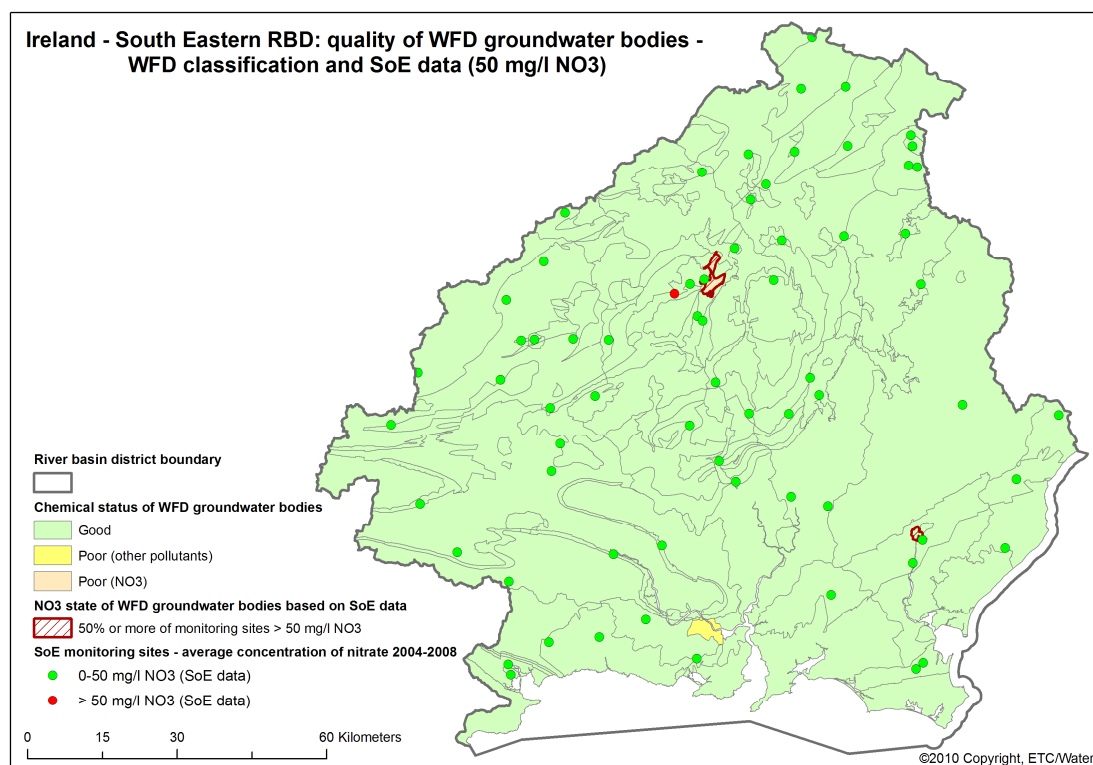 Ireland - South Eastern RBD: quality of WFD groundwater bodies -
WFD classification and SoE data (50 mg/l NO3)
River basin district boundary
Chemical status of WFD groundwater bodies
Good
Poor (other pollutants)
Poor (NO3)
NO3 state of WFD groundwater bodies based on SoE data
50% or more of monitoring sites > 50 mg/l NO3
SoE monitoring sites - average concentration of nitrate 2004-2008
0-50 mg/l NO3 (SoE data)
> 50 mg/l NO3 (SoE data)
0 15 30 60 Kilometers
©2010 Copyright, ETC/Water